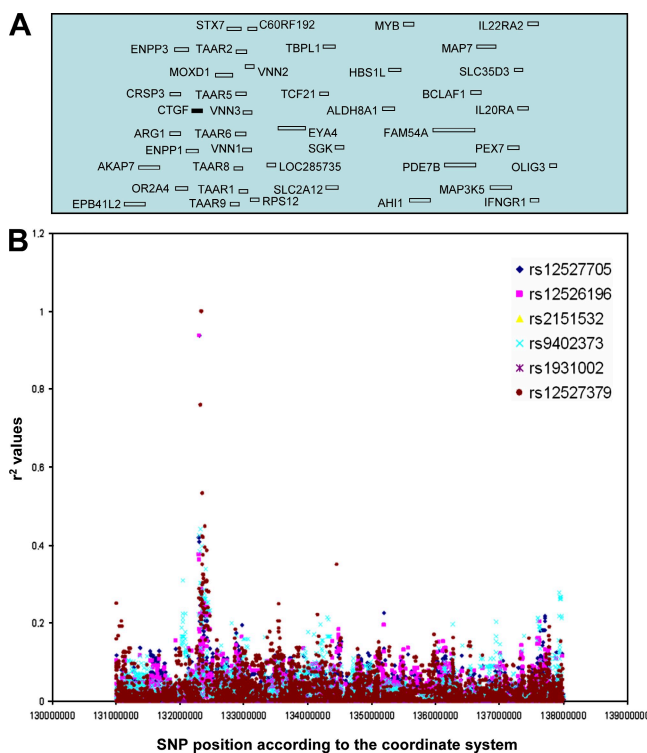 A
STX7 C60RF192 MYB IL22RA2
ENPP3 TAAR2 TBPL1 MAP7
MOXD1 VNN2 HBS1L SLC35D3
CRSP3 TAAR5 TCF21 BCLAF1
CTGF VNN3 ALDH8A1 IL20RA
ARG1 TAAR6 EYA4 FAM54A
ENPP1 VNN1 SGK PEX7
AKAP7 TAAR8 LOC285735 PDE7B OLIG3
OR2A4 TAAR1 SLC2A12 MAP3K5
EPB41L2 TAAR9 RPS12 AHI1 IFNGR1
B
1.2
1
0.8
0.6
0.4
0.2
0
r² values
rs12527705
rs12526196
rs2151532
rs9402373
rs1931002
rs12527379
130000000 131000000 132000000 133000000 134000000 135000000 136000000 137000000 138000000 139000000
SNP position according to the coordinate system